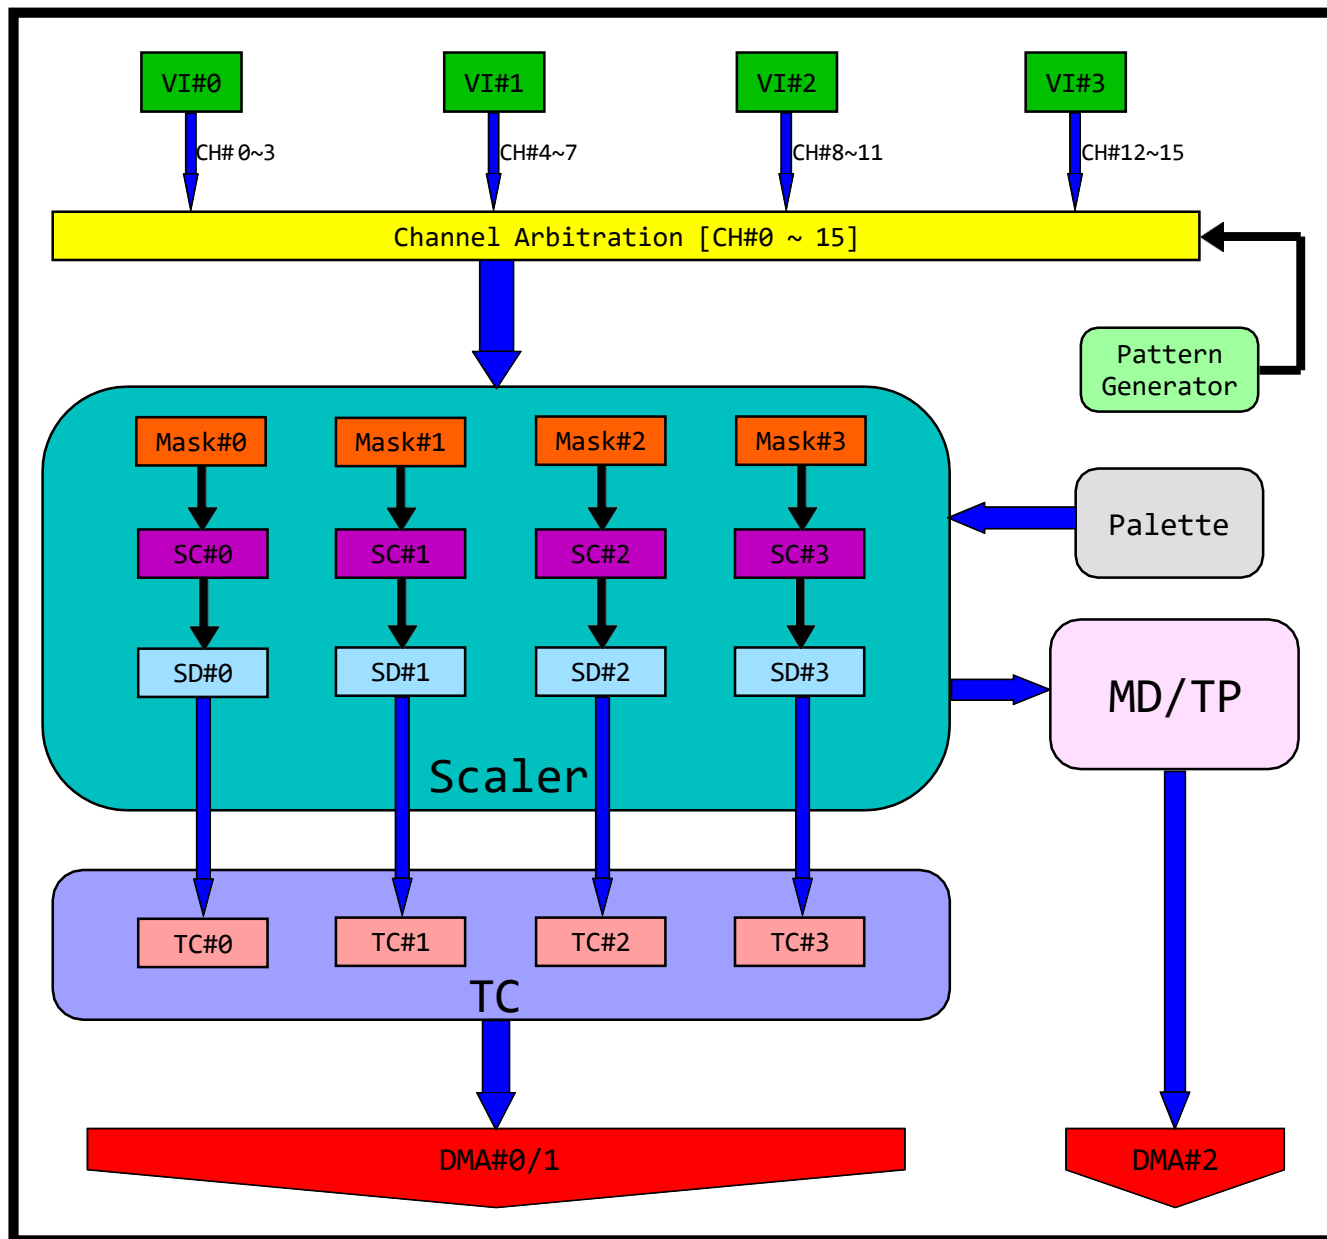 VI#0
VI#1
VI#2
VI#3
CH# 0~3
CH#4~7
CH#8~11
CH#12~15
Channel Arbitration [CH#0 ~ 15]
Pattern
Generator
Mask#0
Mask#1
Mask#2
Mask#3
Palette
SC#0
SC#1
SC#2
SC#3
SD#0
SD#1
SD#2
SD#3
MD/TP
Scaler
TC#0
TC#1
TC#2
TC#3
TC
DMA#0/1
DMA#2